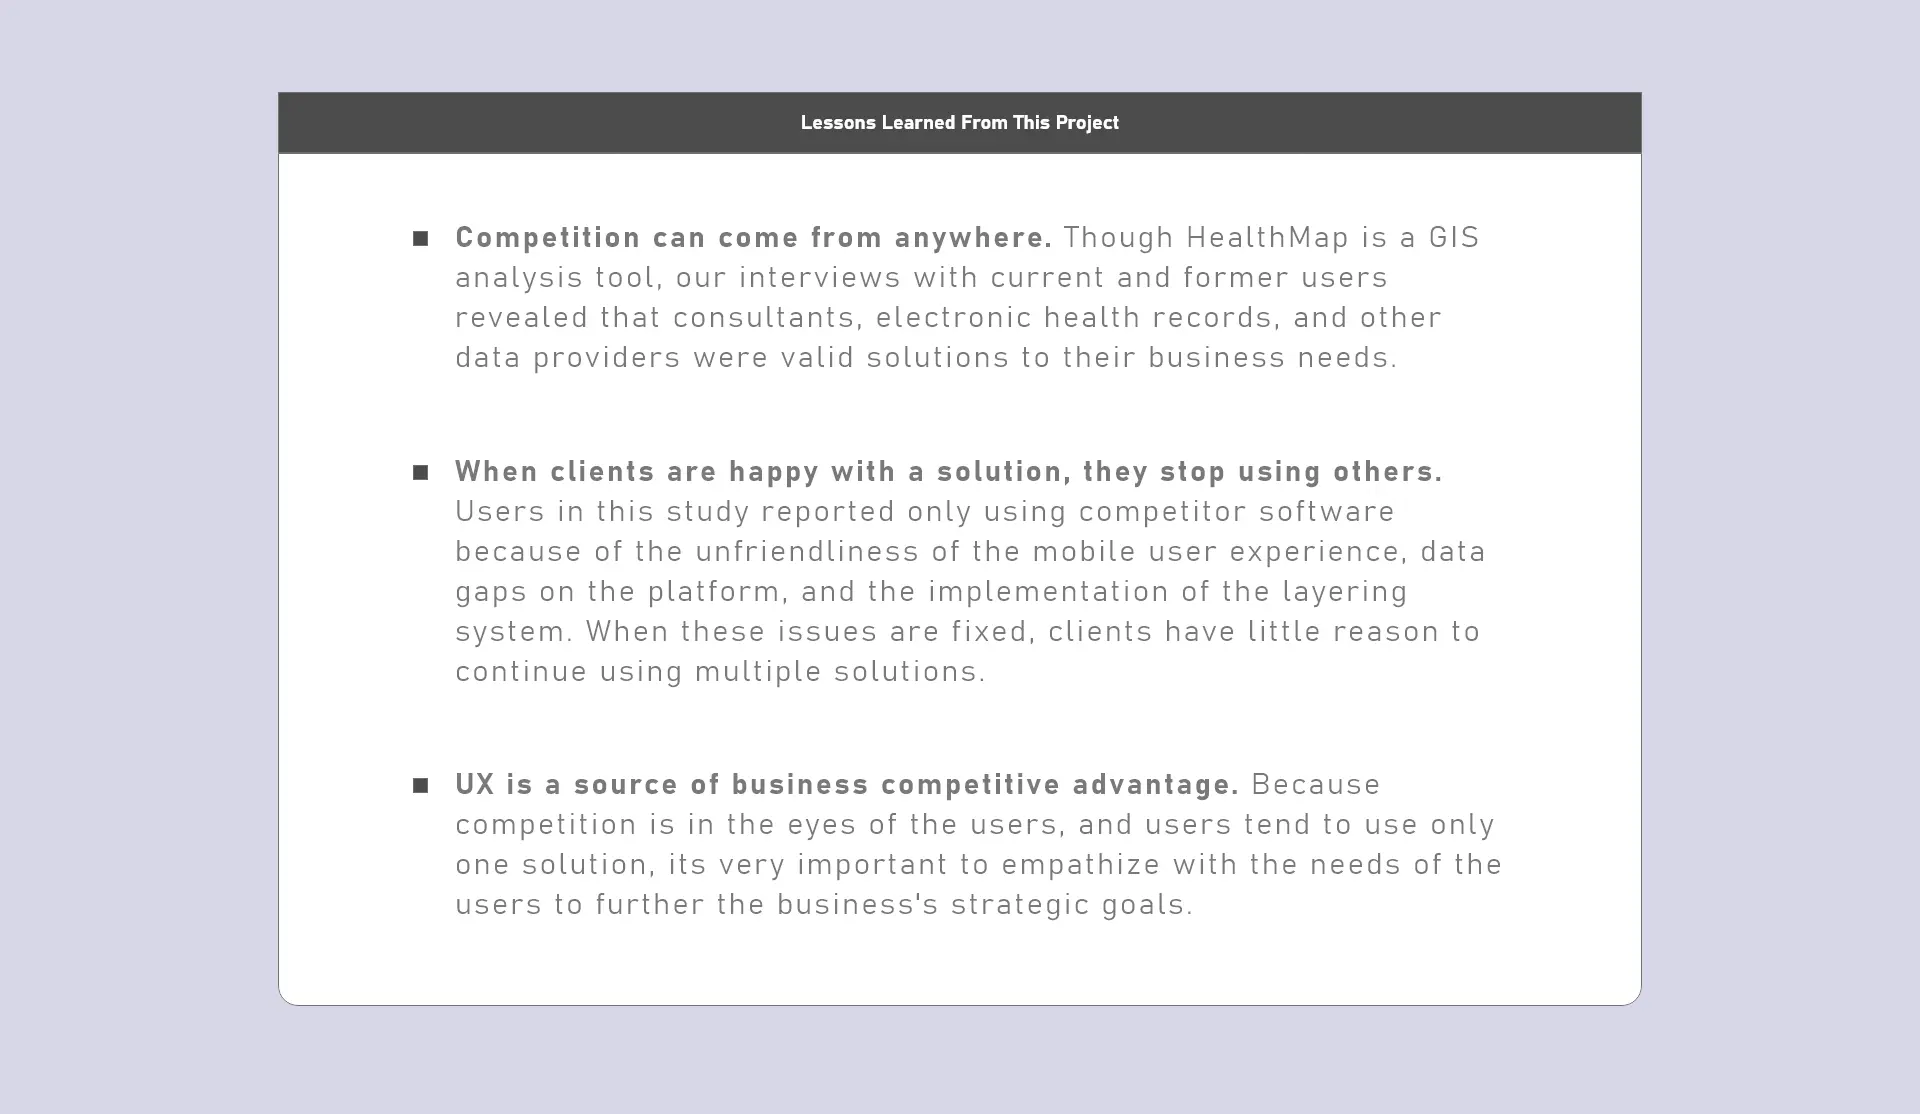 Lessons Learned From This Project
Competition can come from anywhere. Though HealthMap is a GIS
analysis tool, our interviews with current and former users
revealed that consultants, electronic health records, and other
data providers were valid solutions to their business needs.
When clients are happy with a solution, they stop using others.
Users in this study reported only using competitor software
because of the unfriendliness of the mobile user experience, data
gaps on the platform, and the implementation of the layering
system. When these issues are fixed, clients have little reason to
continue using multiple solutions.
UX is a source of business competitive advantage. Because
competition is in the eyes of the users, and users tend to use only
one solution, its very important to empathize with the needs of the
users to further the business's strategic goals.